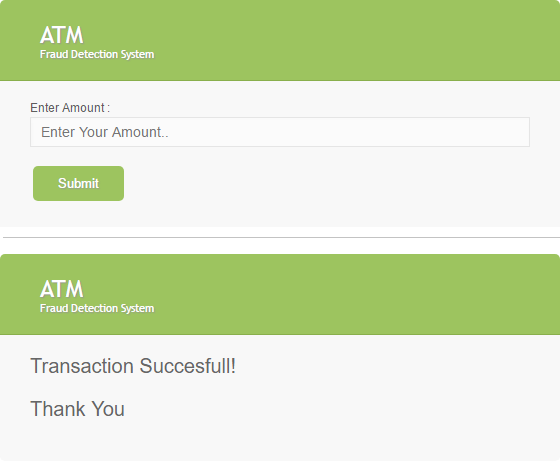 ATM
Fraud Detection System
Enter Amount :
Enter Your Amount..
Submit
ATM
Fraud Detection System
Transaction Succesfull!
Thank You